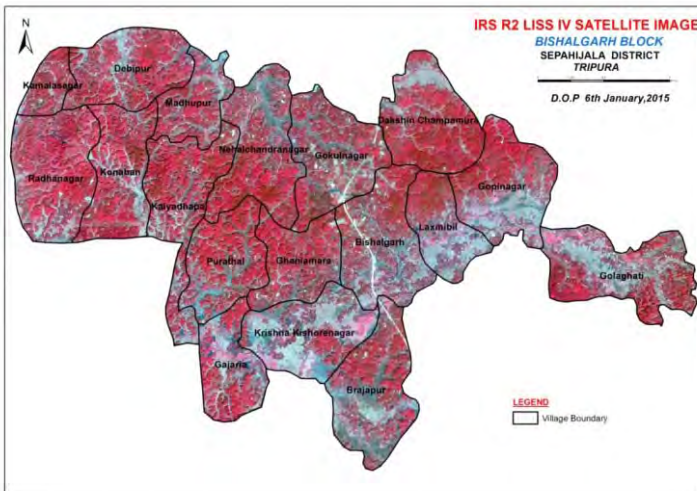 N
IRS R2 LISS IV SATELLITE IMAGE
BISHALGARH BLOCK
SEPAHIJALA DISTRICT
TRIPURA
D.O.P 6th January,2015
Debipur
Kamalasagar
Madhupur
Dakshin Champamura
Nehalchandranagar
Gokulnagar
Radhanagar
Konaban
Gopinagar
Kaiyadhapa
Laxmibil
Bishalgarh
Purathal
Ghaniamara
Golaghati
Krishna Kishorenagar
Gajaria
Brajapur
LEGEND
Village Boundary